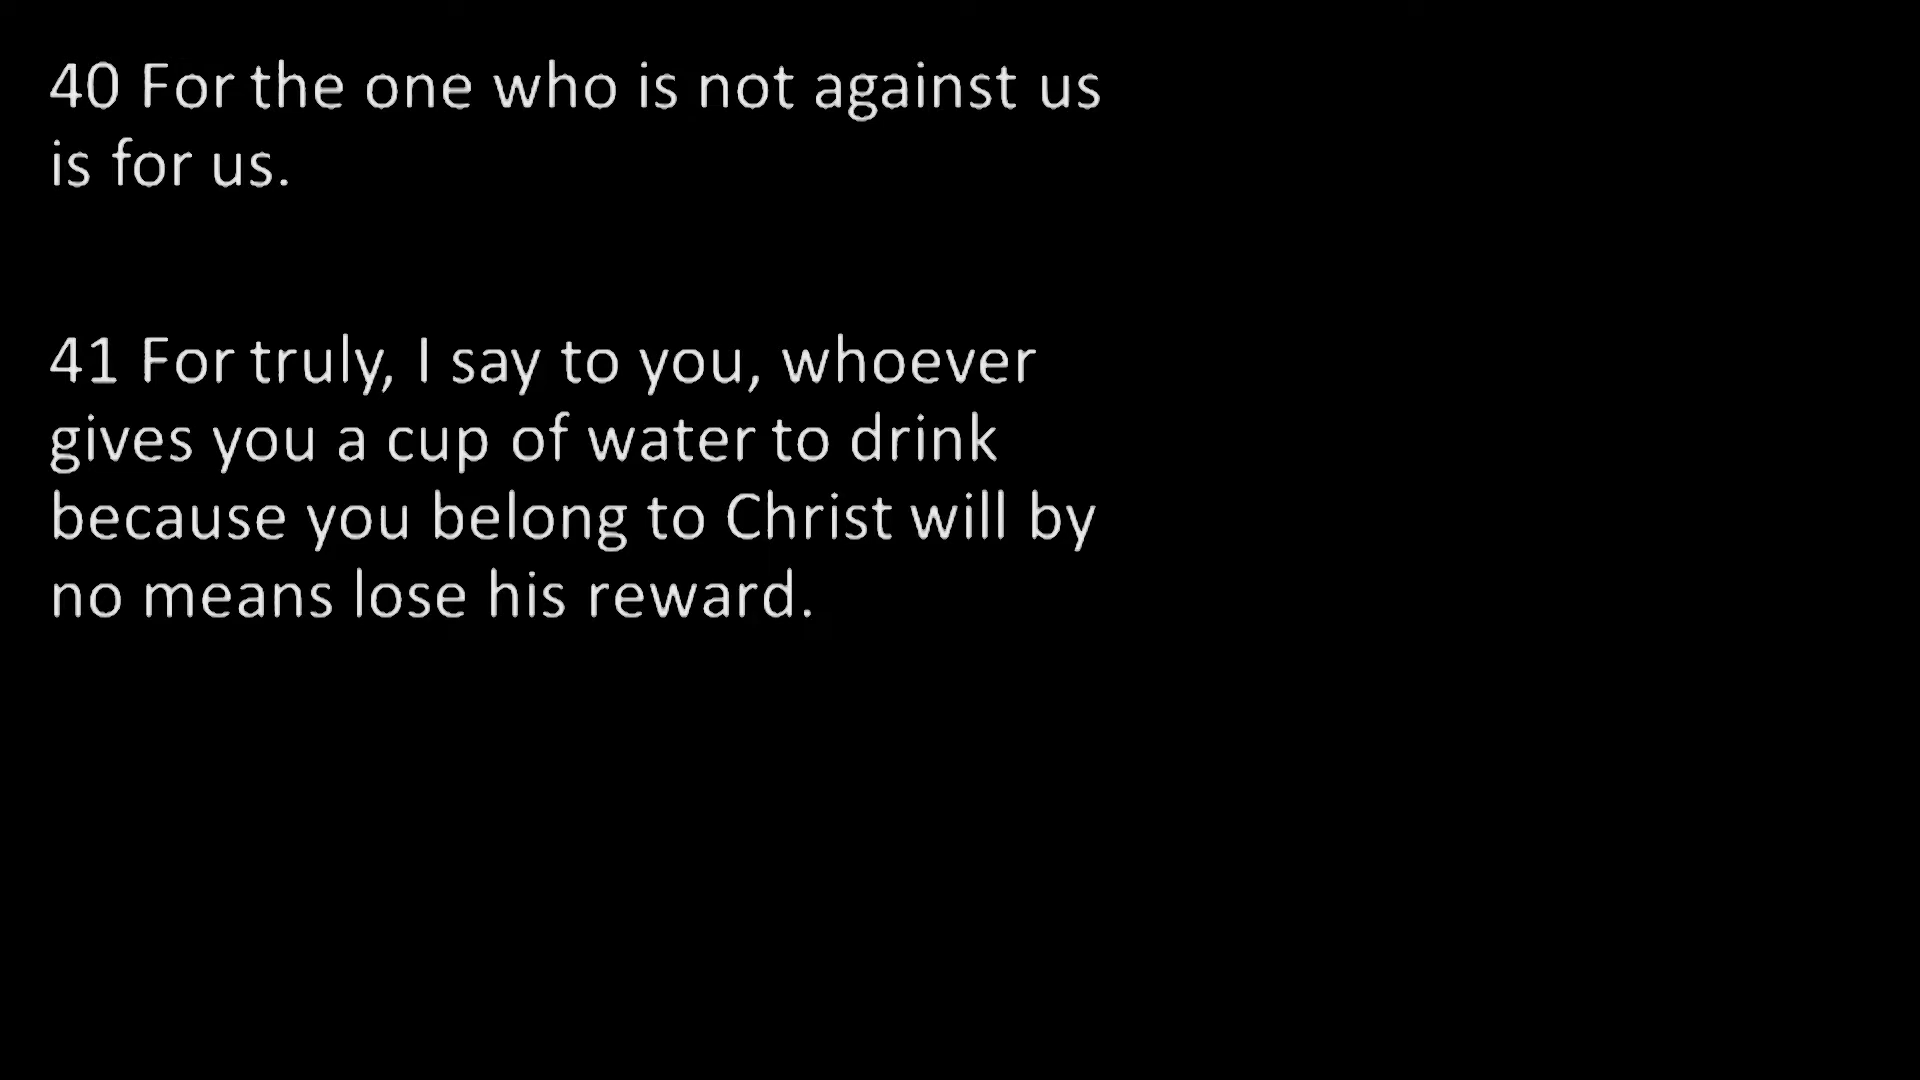 40 For the one who is not against us
is for us.
41 For truly, I say to you, whoever
gives you a cup of water to drink
because you belong to Christ will by
no means lose his reward.